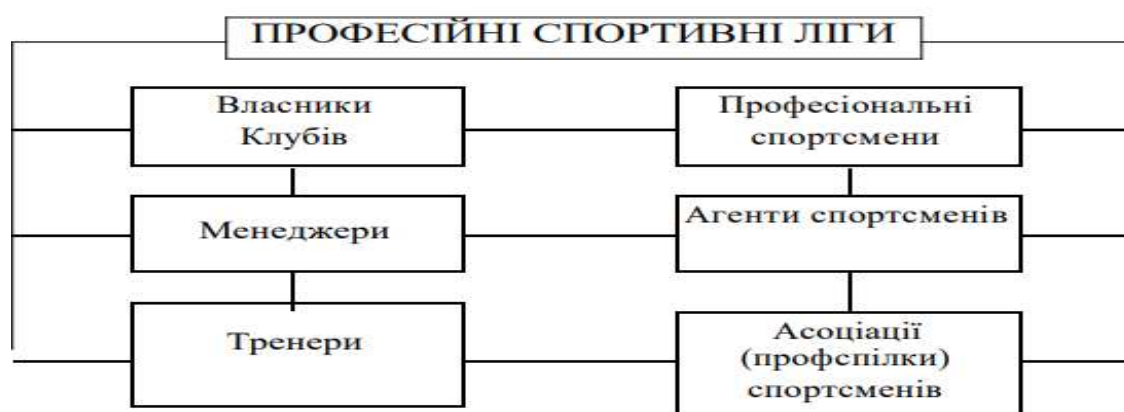 ПРОФЕСІЙНІ СПОРТИВНІ ЛІГИ
Власники
Клубів
Професіональні
спортсмени
Менеджери
Агенти спортсменів
Тренери
Асоціації
(профспілки)
спортсменів